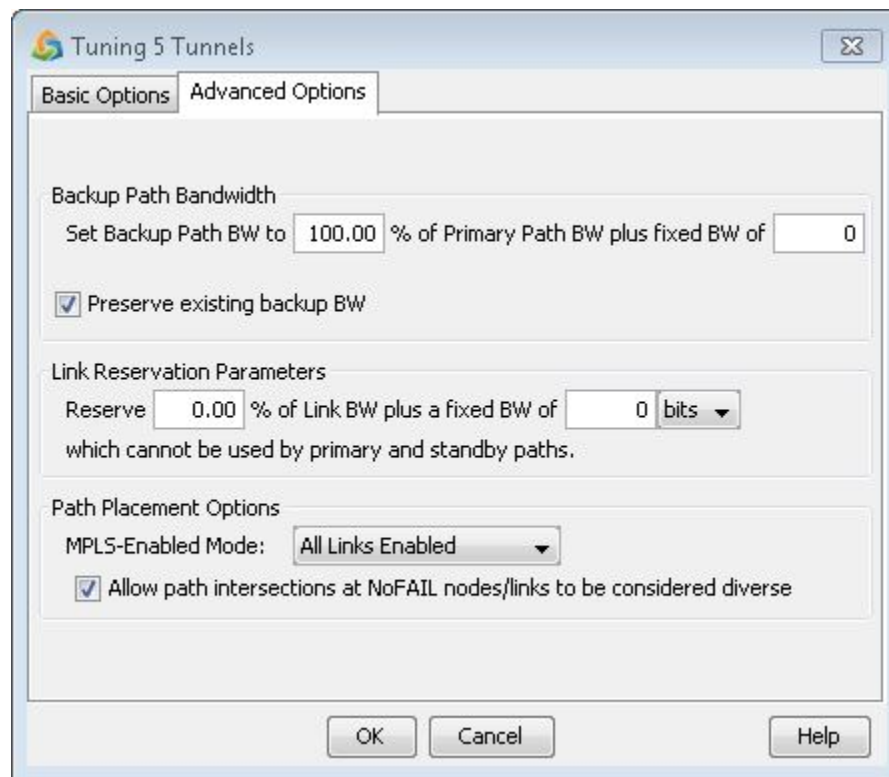 Tuning 5 Tunnels
Basic Options Advanced Options
Backup Path Bandwidth
Set Backup Path BW to 100.00 % of Primary Path BW plus fixed BW of 0
Preserve existing backup BW
Link Reservation Parameters
Reserve 0.00 % of Link BW plus a fixed BW of 0 bits
which cannot be used by primary and standby paths.
Path Placement Options
MPLS-Enabled Mode: All Links Enabled
Allow path intersections at NoFAIL nodes/links to be considered diverse
OK Cancel Help